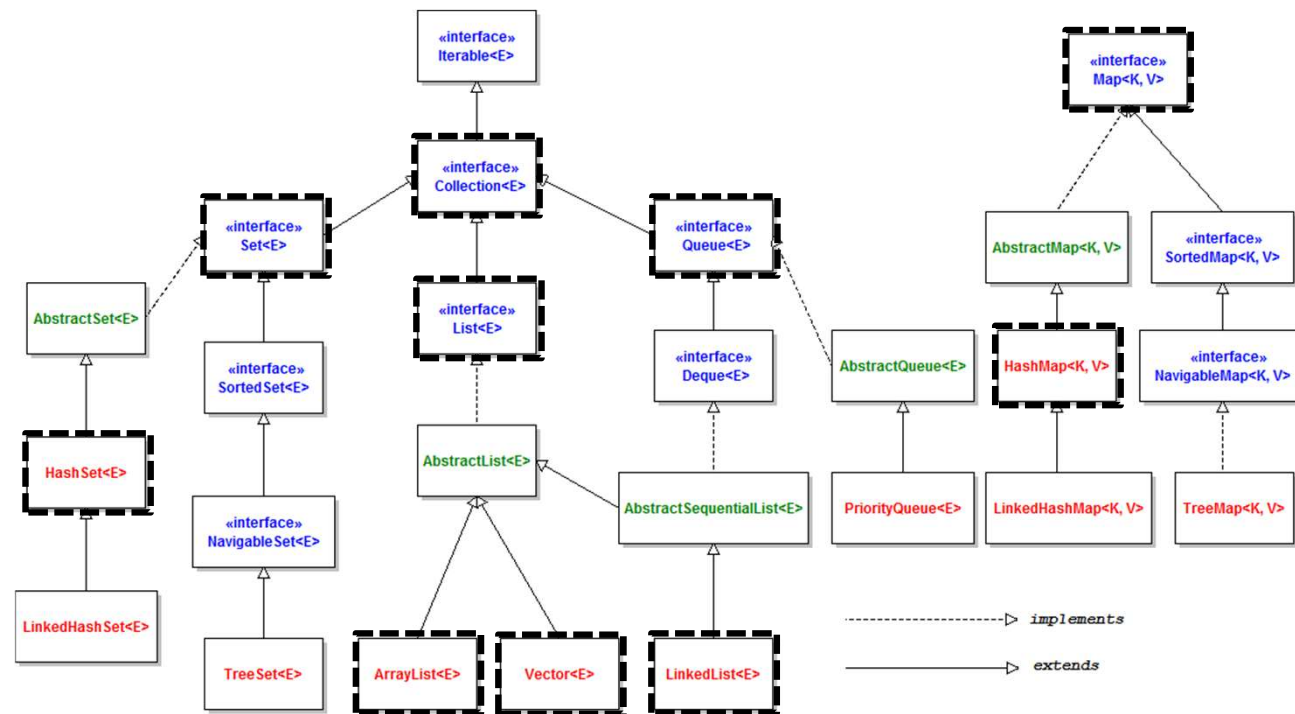 «interface»
Iterable<E>
«interface»
Map<K, V>
«interface»
Collection<E>
«interface»
Set<E>
«interface»
Queue<E>
AbstractMap<K, V>
«interface»
SortedMap<K, V>
AbstractSet<E>
«interface»
List<E>
«interface»
SortedSet<E>
«interface»
Deque<E>
AbstractQueue<E>
HashMap<K, V>
«interface»
NavigableMap<K, V>
HashSet<E>
AbstractList<E>
AbstractSequentialList<E>
PriorityQueue<E>
LinkedHashMap<K, V>
TreeMap<K, V>
«interface»
NavigableSet<E>
LinkedHashSet<E>
TreeSet<E>
ArrayList<E>
Vector<E>
LinkedList<E>
implements
extends